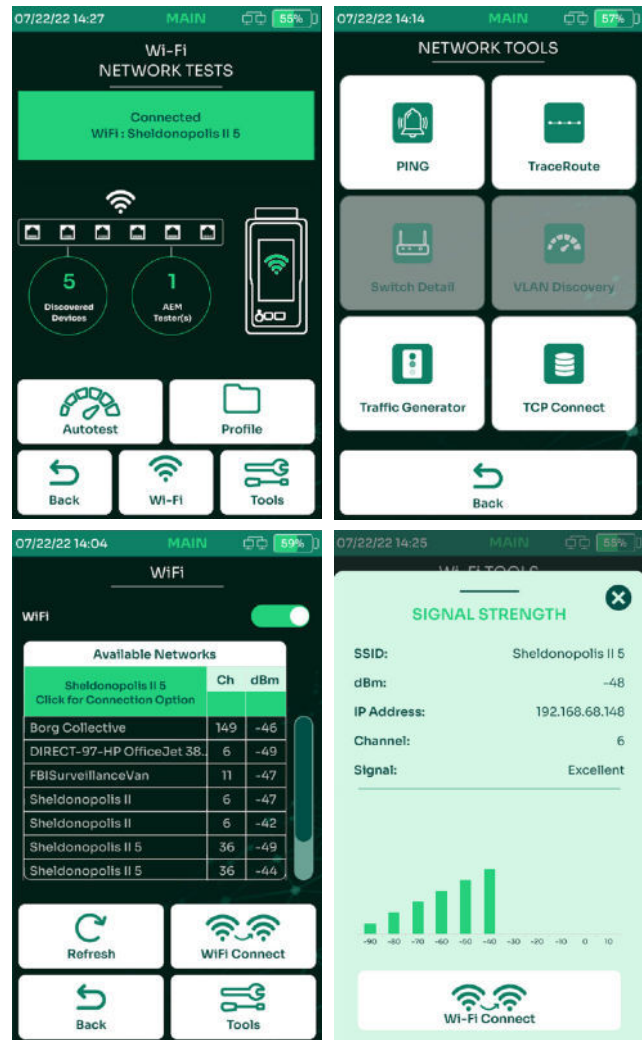 07/22/22 14:27 MAIN 55%
Wi-Fi
NETWORK TESTS
Connected
WiFi : Sheldonopolis II 5
5
Discovered
Devices
1
AEM
Tester(s)
Autotest
Profile
Back
Wi-Fi
Tools
07/22/22 14:14 MAIN 57%
NETWORK TOOLS
PING
TraceRoute
Switch Detail
VLAN Discovery
Traffic Generator
TCP Connect
Back
07/22/22 14:04 MAIN 59%
WiFi
WiFi
Available Networks
Sheldonopolis II 5
Click for Connection Option
Ch dBm
Borg Collective 149 -46
DIRECT-97-HP OfficeJet 38.. 6 -49
FBISurveillanceVan 11 -47
Sheldonopolis II 6 -47
Sheldonopolis II 6 -42
Sheldonopolis II 5 36 -49
Sheldonopolis II 5 36 -44
Refresh
WiFi Connect
Back
Tools
07/22/22 14:25 MAIN 55%
Wi-Fi TOOLS
SIGNAL STRENGTH
SSID: Sheldonopolis II 5
dBm: -48
IP Address: 192.168.68.148
Channel: 6
Signal: Excellent
-90 -80 -70 -60 -50 -40 -30 -20 -10 0 10
Wi-Fi Connect